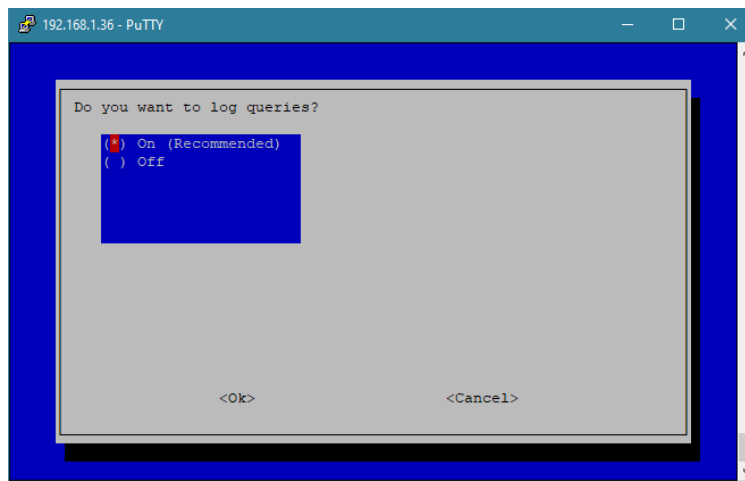 192.168.1.36 - PuTTY
Do you want to log queries?
(*) On (Recommended)
( ) Off
<Ok> <Cancel>